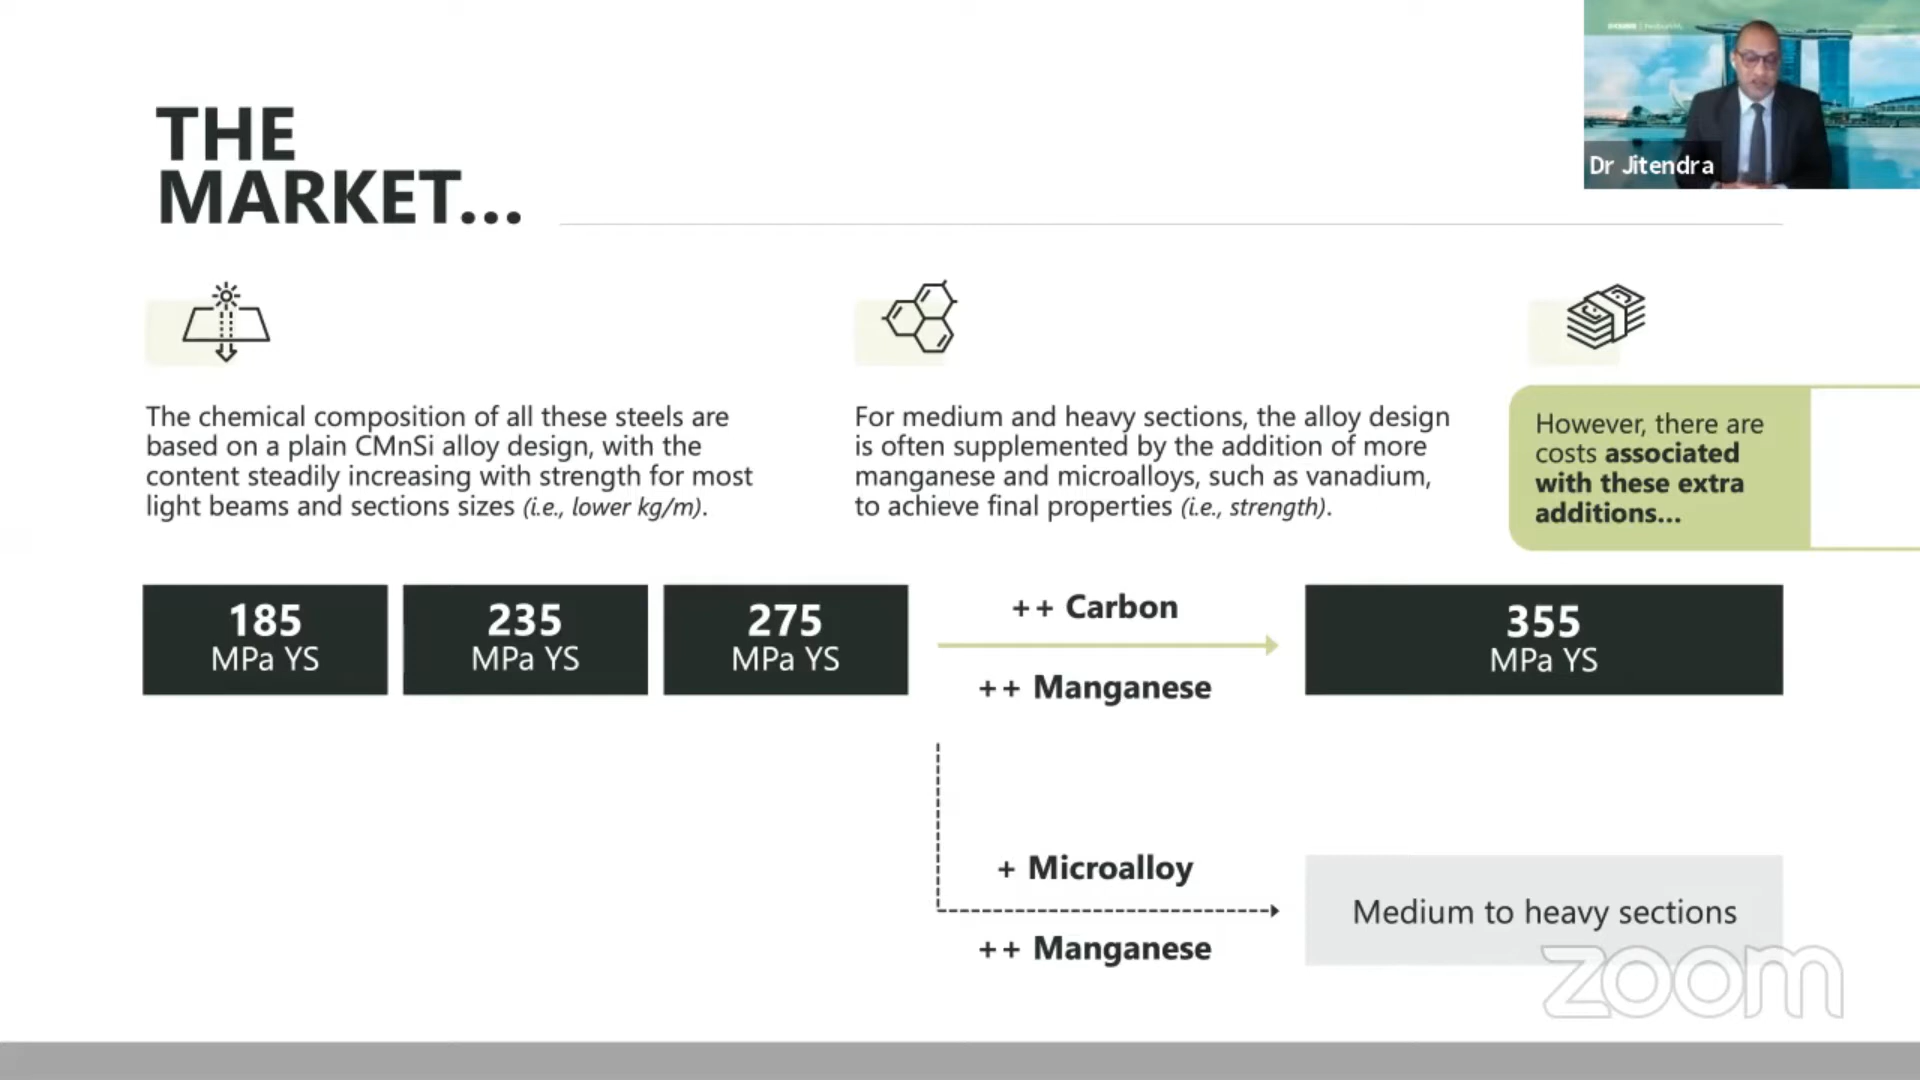 THE
MARKET...
Dr Jitendra
The chemical composition of all these steels are
based on a plain CMnSi alloy design, with the
content steadily increasing with strength for most
light beams and sections sizes (i.e., lower kg/m).
For medium and heavy sections, the alloy design
is often supplemented by the addition of more
manganese and microalloys, such as vanadium,
to achieve final properties (i.e., strength).
However, there are
costs associated
with these extra
additions...
185
MPa YS
235
MPa YS
275
MPa YS
++ Carbon
++ Manganese
355
MPa YS
+ Microalloy
++ Manganese
Medium to heavy sections
zoom